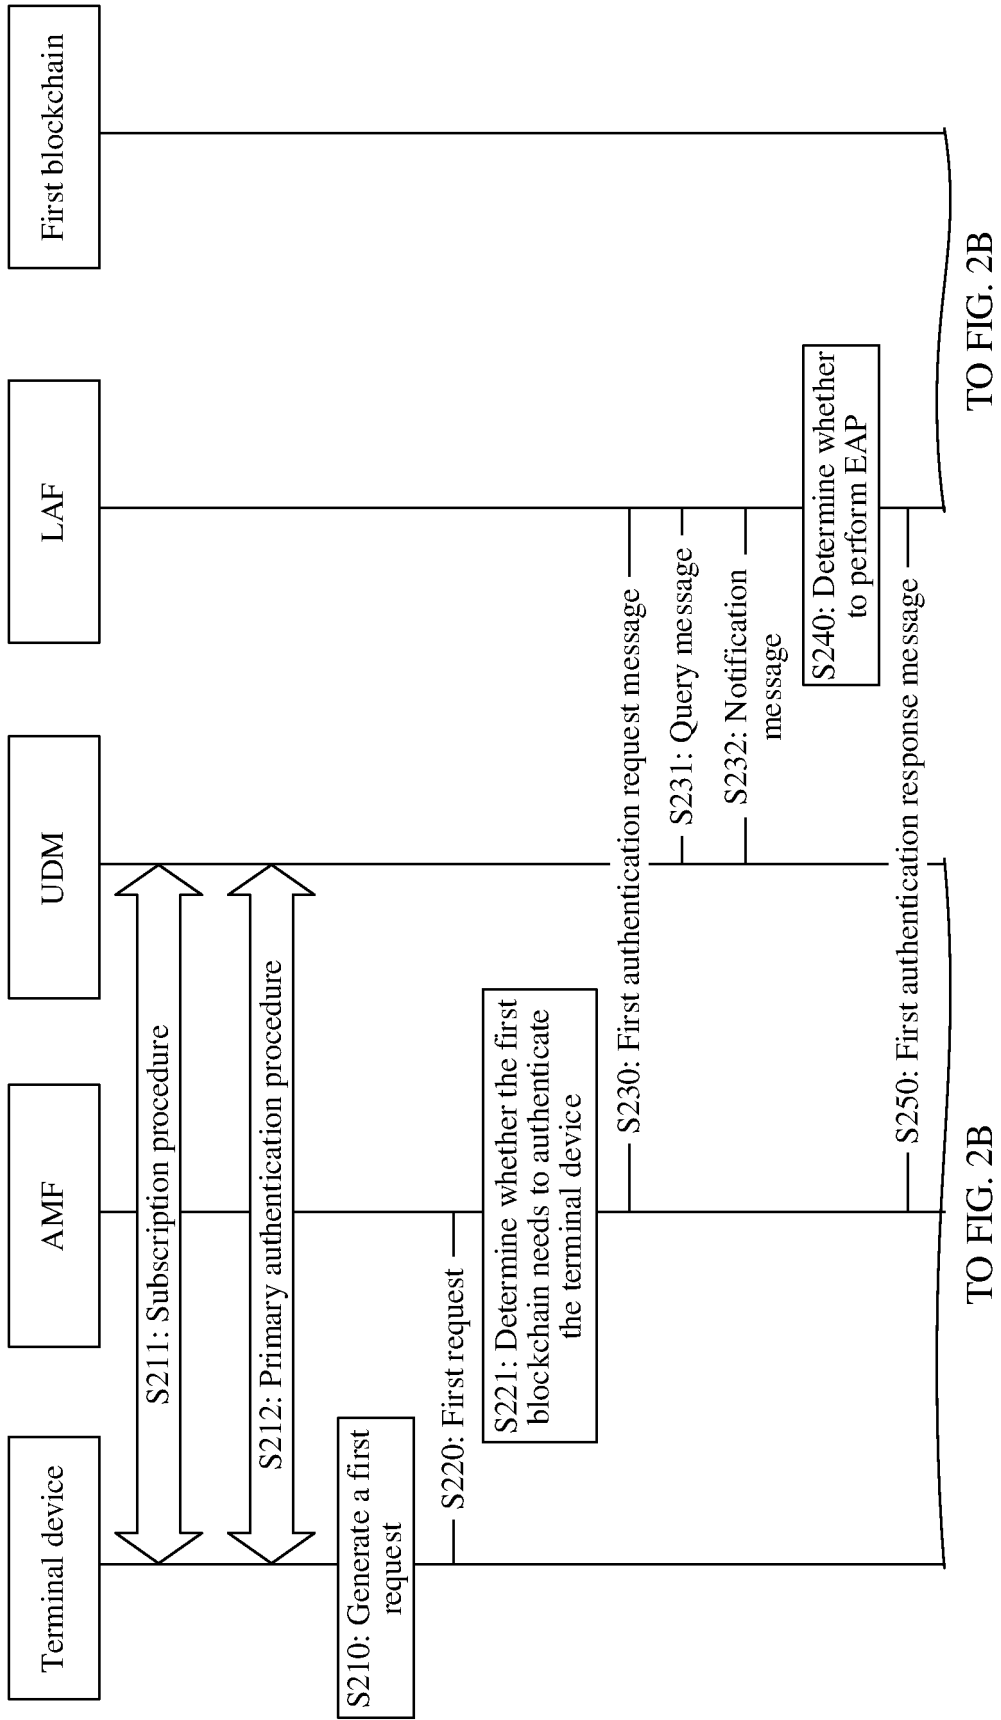 Terminal device
AMF
UDM
LAF
First blockchain
S211: Subscription procedure
S212: Primary authentication procedure
S210: Generate a first
request
S220: First request
S221: Determine whether the first
blockchain needs to authenticate
the terminal device
S230: First authentication request message
S231: Query message
S232: Notification
message
S240: Determine whether
to perform EAP
S250: First authentication response message
TO FIG. 2B
TO FIG. 2B